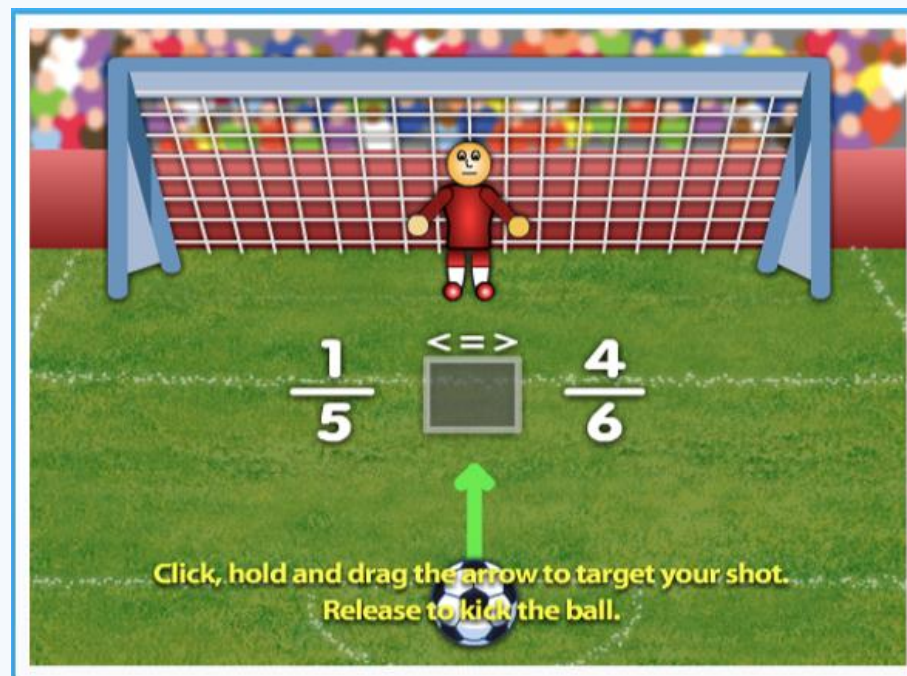 < = >
1
5
4
6
Click, hold and drag the arrow to target your shot.
Release to kick the ball.